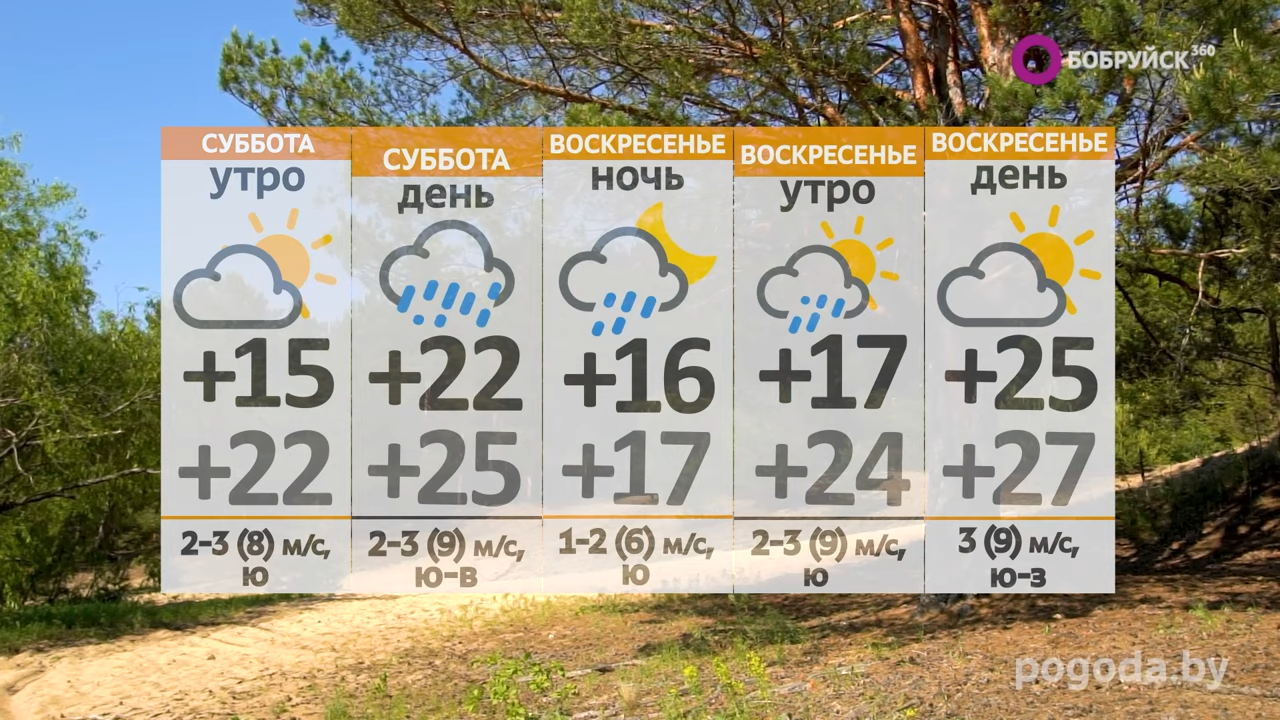 БОБРУЙСК360
СУББОТА
утро
+15
+22
2-3 (8) м/с,
ю
СУББОТА
день
+22
+25
2-3 (9) м/с,
ю-в
ВОСКРЕСЕНЬЕ
ночь
+16
+17
1-2 (6) м/с,
ю
ВОСКРЕСЕНЬЕ
утро
+17
+24
2-3 (9) м/с,
ю
ВОСКРЕСЕНЬЕ
день
+25
+27
3 (9) м/с,
ю-з
pogoda.by